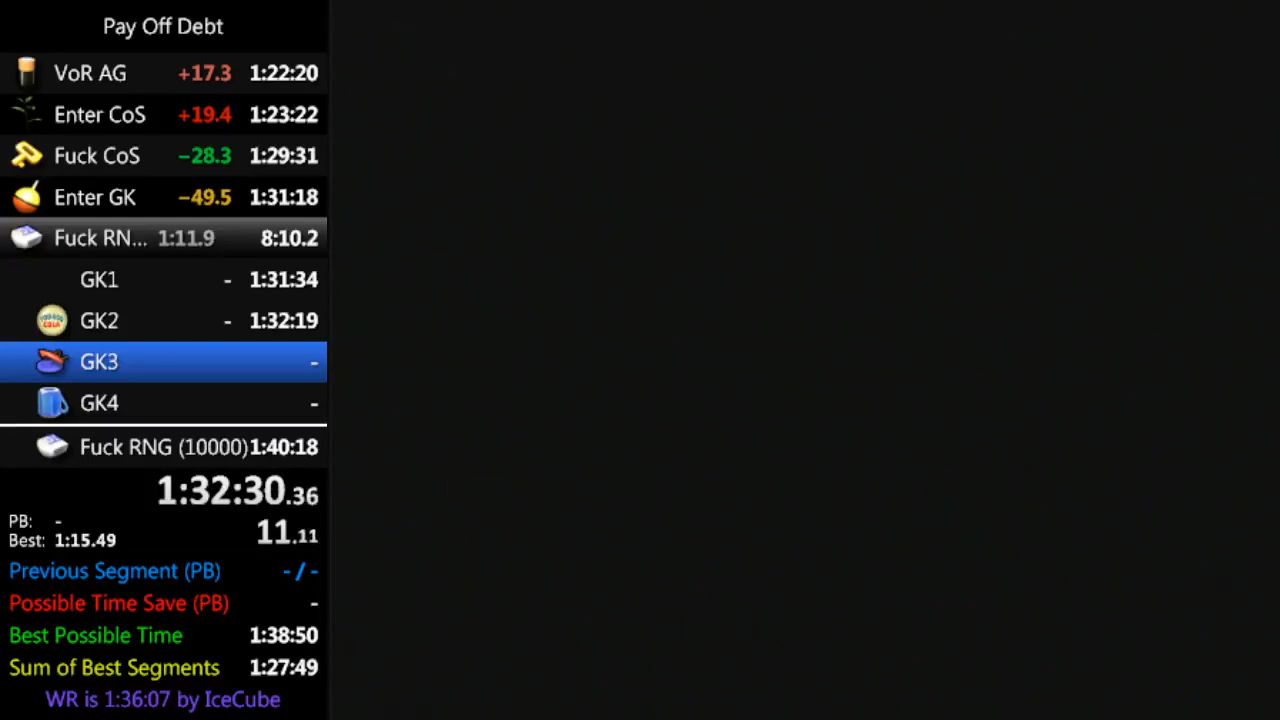 Pay Off Debt
VoR AG +17.3 1:22:20
Enter CoS +19.4 1:23:22
Fuck CoS −28.3 1:29:31
Enter GK −49.5 1:31:18
Fuck RN... 1:11.9 8:10.2
GK1 - 1:31:34
GK2 - 1:32:19
GK3 -
GK4 -
Fuck RNG (10000) 1:40:18
1:32:30.36
PB: -
Best: 1:15.49
11.11
Previous Segment (PB) - / -
Possible Time Save (PB) -
Best Possible Time 1:38:50
Sum of Best Segments 1:27:49
WR is 1:36:07 by IceCube